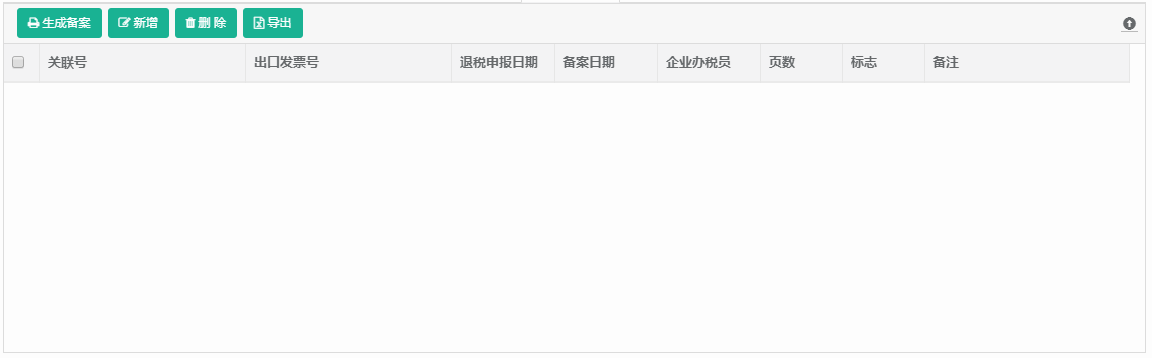 生成备案 新增 删 除 导出
关联号 出口发票号 退税申报日期 备案日期 企业办税员 页数 标志 备注